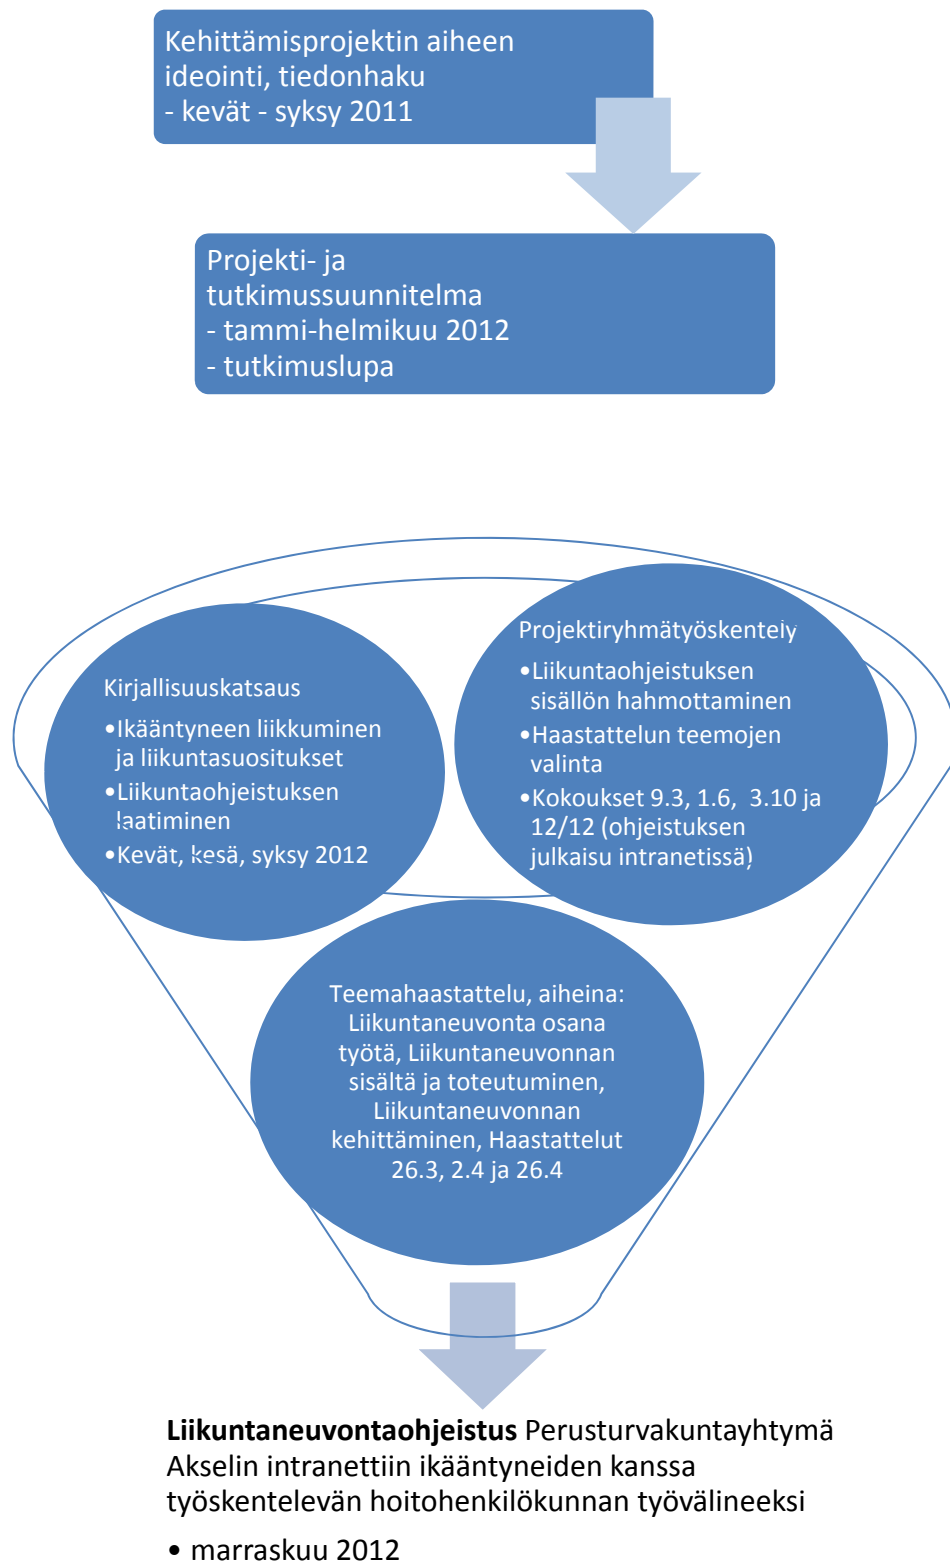 Kehittämisprojektin aiheen
ideointi, tiedonhaku
- kevät - syksy 2011
Projekti- ja
tutkimussuunnitelma
- tammi-helmikuu 2012
- tutkimuslupa
Kirjallisuuskatsaus
•Ikääntyneen liikkuminen
ja liikuntasuositukset
•Liikuntaohjeistuksen
laatiminen
•Kevät, kesä, syksy 2012
Projektiryhmätyöskentely
•Liikuntaohjeistuksen
sisällön hahmottaminen
•Haastattelun teemojen
valinta
•Kokoukset 9.3, 1.6, 3.10 ja
12/12 (ohjeistuksen
julkaisu intranetissä)
Teemahaastattelu, aiheina:
Liikuntaneuvonta osana
työtä, Liikuntaneuvonnan
sisältä ja toteutuminen,
Liikuntaneuvonnan
kehittäminen, Haastattelut
26.3, 2.4 ja 26.4
Liikuntaneuvontaohjeistus Perusturvakuntayhtymä
Akselin intranettiin ikääntyneiden kanssa
työskentelevän hoitohenkilökunnan työvälineeksi
• marraskuu 2012